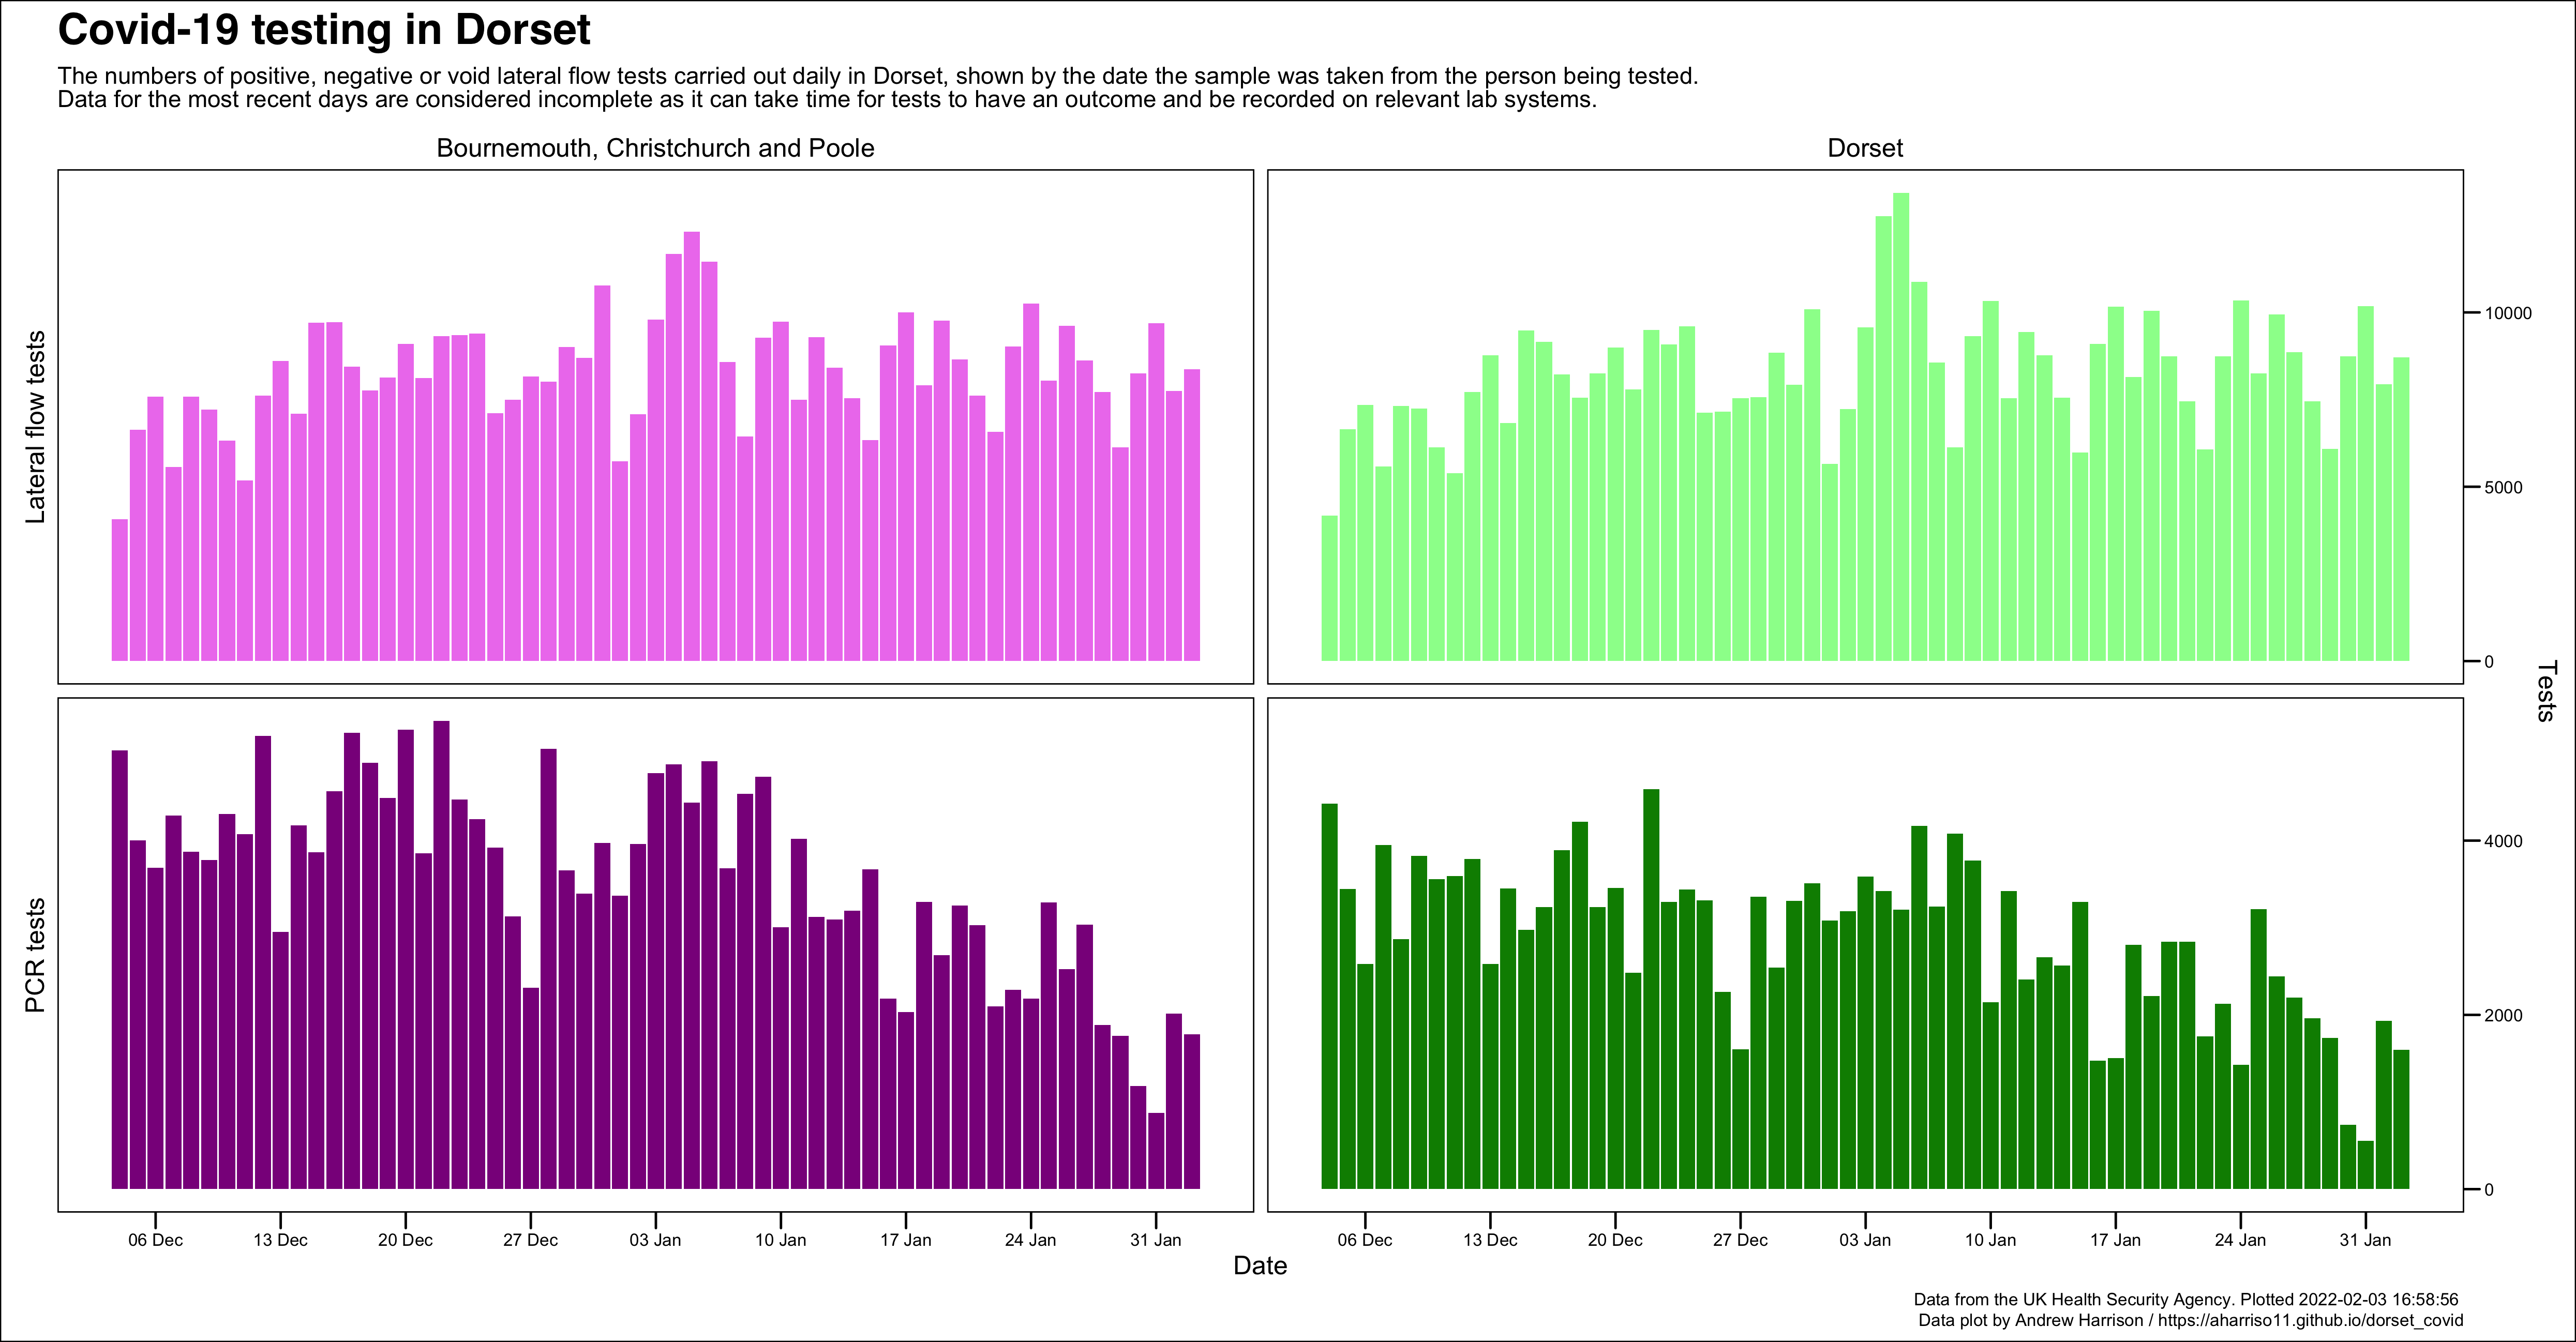 Covid-19 testing in Dorset
The numbers of positive, negative or void lateral flow tests carried out daily in Dorset, shown by the date the sample was taken from the person being tested.
Data for the most recent days are considered incomplete as it can take time for tests to have an outcome and be recorded on relevant lab systems.
Bournemouth, Christchurch and Poole
Dorset
Lateral flow tests
10000
5000
0
Tests
PCR tests
4000
2000
0
06 Dec 13 Dec 20 Dec 27 Dec 03 Jan 10 Jan 17 Jan 24 Jan 31 Jan
06 Dec 13 Dec 20 Dec 27 Dec 03 Jan 10 Jan 17 Jan 24 Jan 31 Jan
Date
Data from the UK Health Security Agency. Plotted 2022-02-03 16:58:56
Data plot by Andrew Harrison / https://aharriso11.github.io/dorset_covid